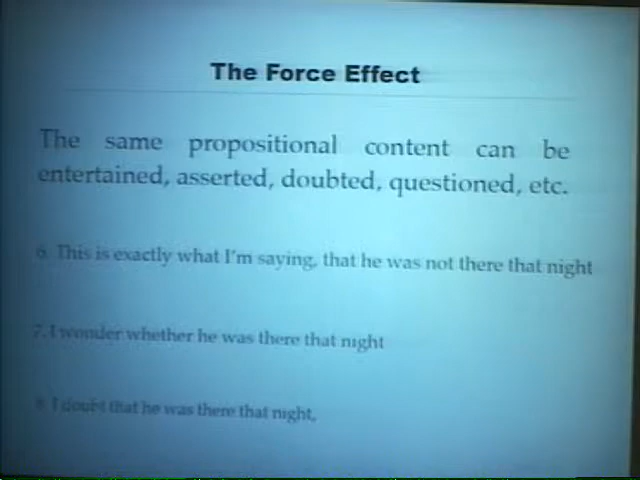 The Force Effect
The same propositional content can be
entertained, asserted, doubted, questioned, etc.
6. This is exactly what I'm saying, that he was not there that night
7. I wonder whether he was there that night
I doubt that he was there that night,